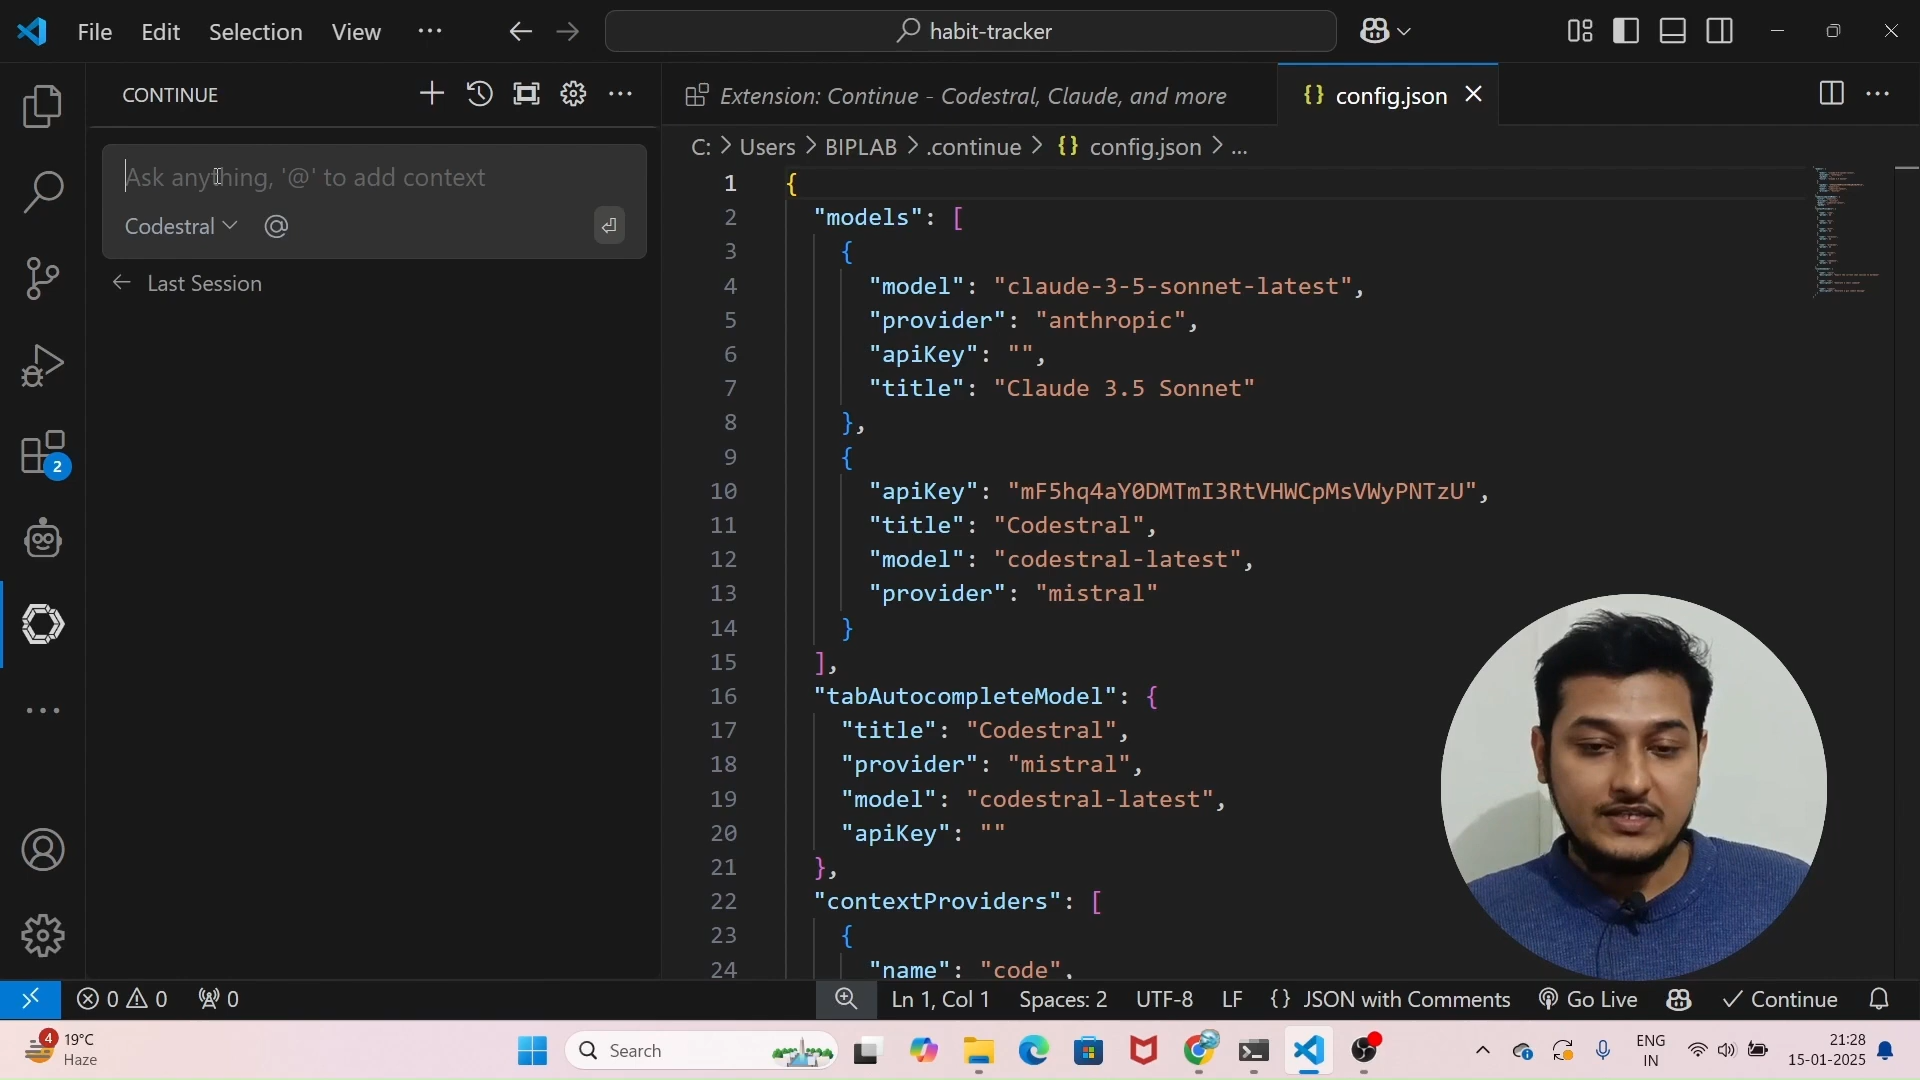 File Edit Selection View ··· habit-tracker
CONTINUE
Ask anything, '@' to add context
Codestral @
Last Session
2
Extension: Continue - Codestral, Claude, and more
{} config.json
C: > Users > BIPLAB > .continue > {} config.json > ...
1 {
2 "models": [
3 {
4 "model": "claude-3-5-sonnet-latest",
5 "provider": "anthropic",
6 "apiKey": "",
7 "title": "Claude 3.5 Sonnet"
8 },
9 {
10 "apiKey": "mF5hq4aY0DMTmI3RtVHWCpMsVWyPNTzU",
11 "title": "Codestral",
12 "model": "codestral-latest",
13 "provider": "mistral"
14 }
15 ],
16 "tabAutocompleteModel": {
17 "title": "Codestral",
18 "provider": "mistral",
19 "model": "codestral-latest",
20 "apiKey": ""
21 },
22 "contextProviders": [
23 {
24 "name": "code",
0 0 0 Ln 1, Col 1 Spaces: 2 UTF-8 LF {} JSON with Comments Go Live Continue
4 19°C
Haze
Search
ENG
IN
21:28
15-01-2025